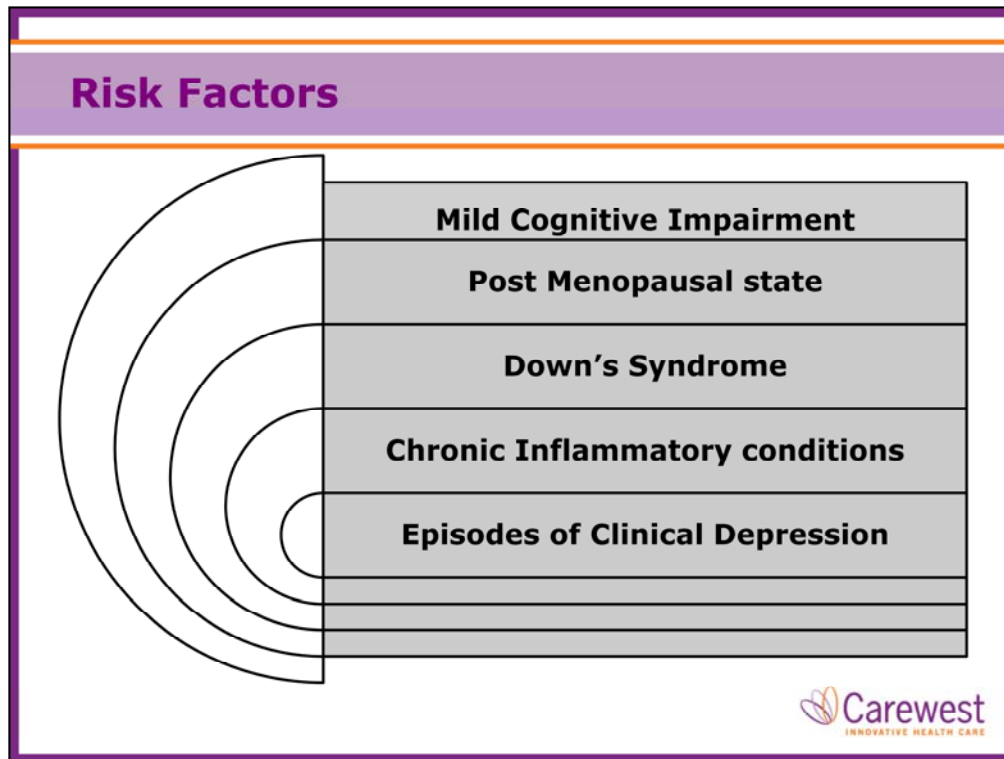 Risk Factors
Mild Cognitive Impairment
Post Menopausal state
Down’s Syndrome
Chronic Inflammatory conditions
Episodes of Clinical Depression
Carewest
INNOVATIVE HEALTH CARE